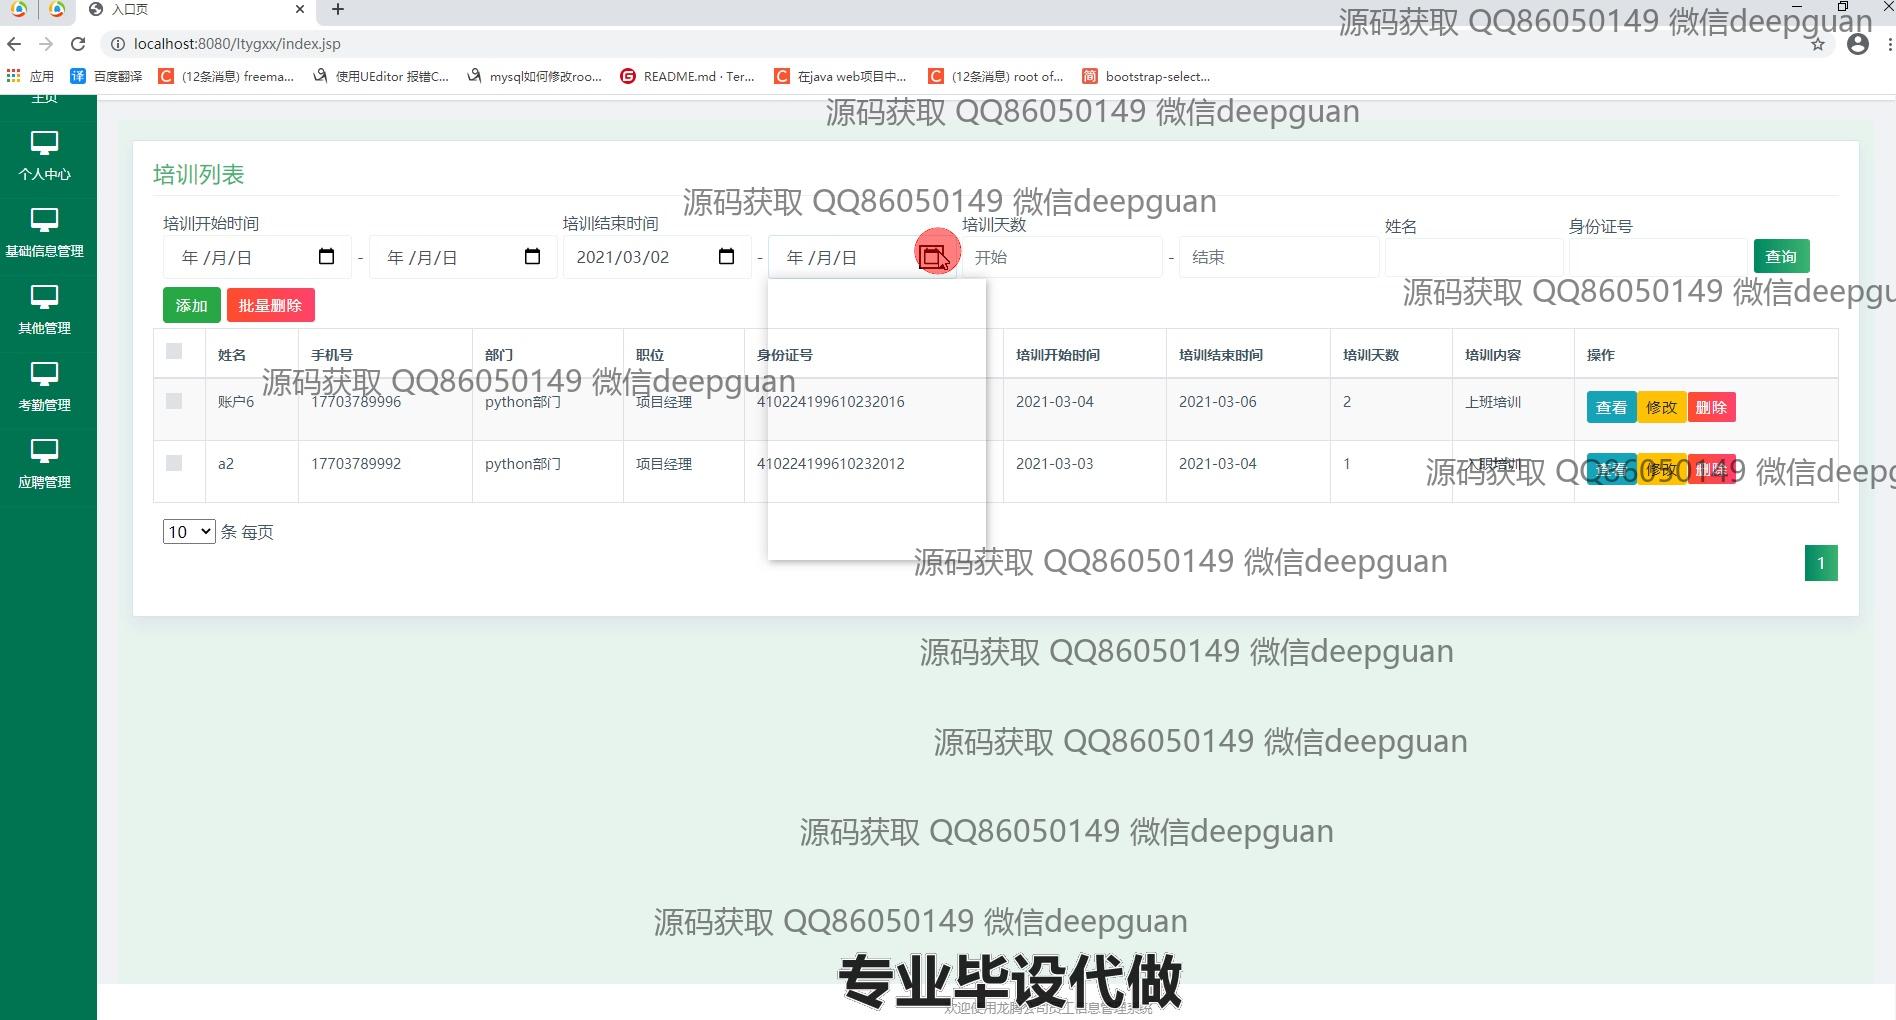 入口页
源码获取 QQ86050149 微信deepguan
localhost:8080/ltygxx/index.jsp
应用 百度翻译 (12条消息) freema... 使用UEditor 报错C... mysql如何修改roo... README.md · Ter... 在java web项目中... (12条消息) root of... bootstrap-select...
主页
源码获取 QQ86050149 微信deepguan
个人中心
基础信息管理
其他管理
考勤管理
应聘管理
培训列表
源码获取 QQ86050149 微信deepguan
培训开始时间 培训结束时间 培训天数 姓名 身份证号
年 /月/日 - 年 /月/日 2021/03/02 - 年 /月/日 开始 - 结束 查询
源码获取 QQ86050149 微信deepgu
添加 批量删除
姓名 手机号 部门 职位 身份证号 培训开始时间 培训结束时间 培训天数 培训内容 操作
源码获取 QQ86050149 微信deepguan
账户6 17703789996 python部门 项目经理 410224199610232016 2021-03-04 2021-03-06 2 上班培训 查看 修改 删除
a2 17703789992 python部门 项目经理 410224199610232012 2021-03-03 2021-03-04 1 入职培训 查看 修改 删除
源码获取 QQ86050149 微信deepg
10 条 每页
源码获取 QQ86050149 微信deepguan
1
源码获取 QQ86050149 微信deepguan
源码获取 QQ86050149 微信deepguan
源码获取 QQ86050149 微信deepguan
源码获取 QQ86050149 微信deepguan
专业毕设代做
欢迎使用龙腾公司员工信息管理系统